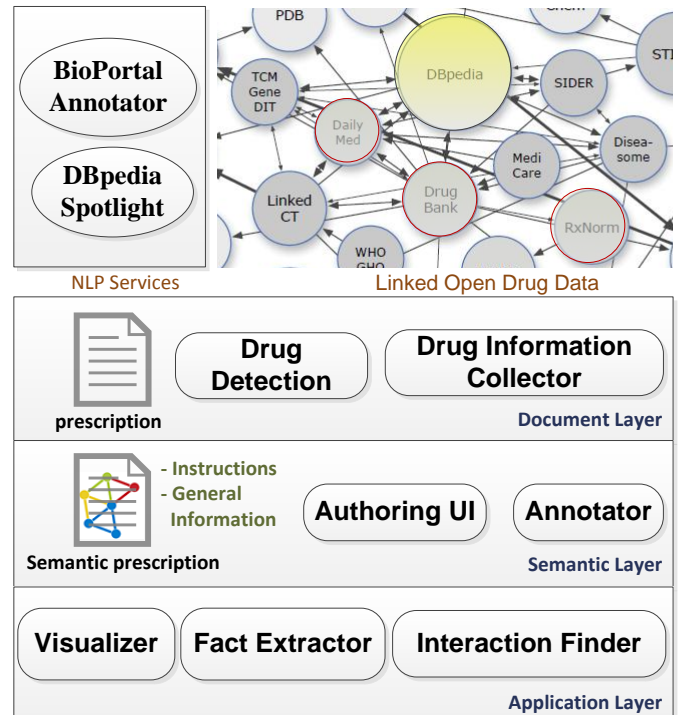 BioPortal
Annotator
DBpedia
Spotlight
NLP Services
PDB
TCM
Gene
DIT
Daily
Med
DBpedia
SIDER
Disea-
some
Medi
Care
Linked
CT
Drug
Bank
RxNorm
WHO
Linked Open Drug Data
prescription
Drug
Detection
Drug Information
Collector
Document Layer
- Instructions
- General
Information
Semantic prescription
Authoring UI
Annotator
Semantic Layer
Visualizer
Fact Extractor
Interaction Finder
Application Layer